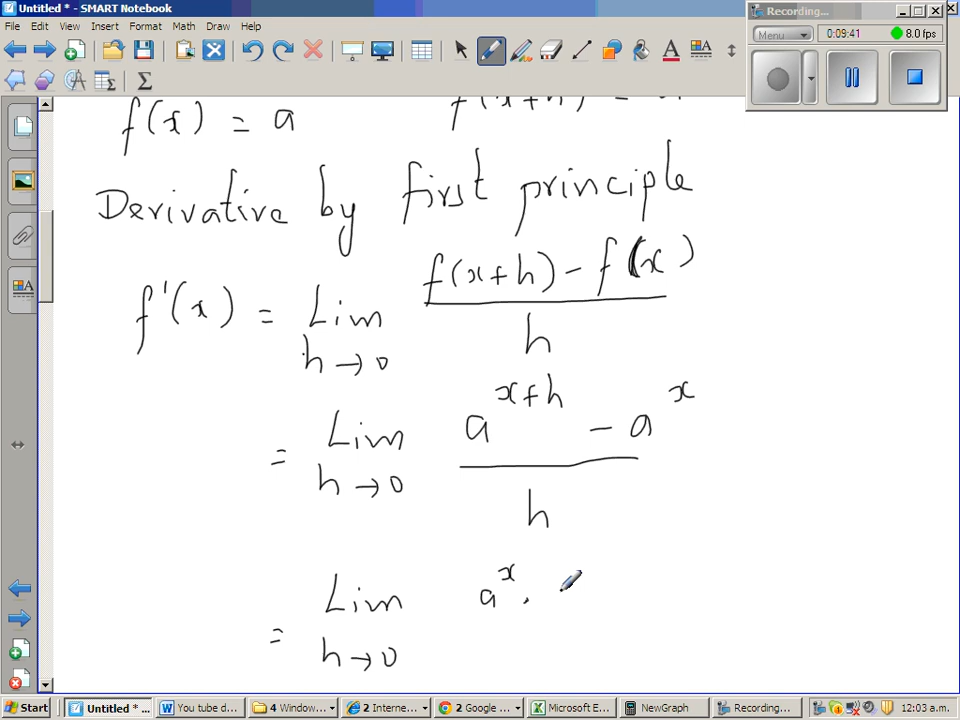 Untitled * - SMART Notebook
Recording...
File Edit View Insert Format Math Draw Help
Menu 0:09:41 8.0 fps
f(x) = a f(x+h) =
Derivative by first principle
f'(x) = Lim h→0 f(x+h) - f(x) / h
= Lim h→0 a^{x+h} - a^x / h
= Lim h→0 a^x .
Start Untitled * ... You tube d... 4 Window... 2 Interne... 2 Google ... Microsoft E... NewGraph Recording... 12:03 a.m.